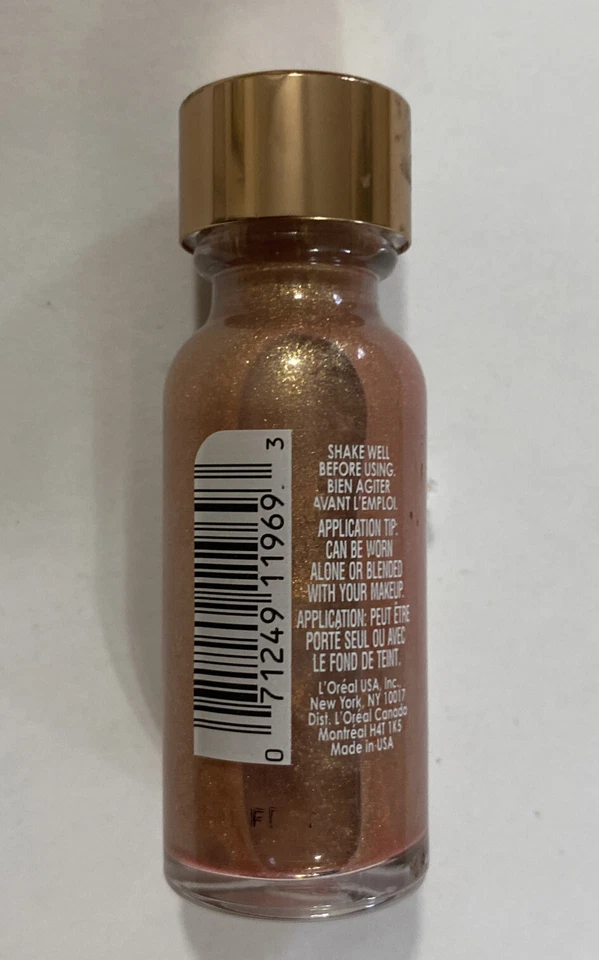 SHAKE WELL
BEFORE USING.
BIEN AGITER
AVANT L'EMPLOI.
APPLICATION TIP:
CAN BE WORN
ALONE OR BLENDED
WITH YOUR MAKEUP.
APPLICATION: PEUT ÊTRE
PORTÉ SEUL OU AVEC
LE FOND DE TEINT.
L'Oréal USA, Inc.,
New York, NY 10017
Dist. L'Oréal Canada
Montréal H4T 1K5
Made in USA
0 71249 11969 3